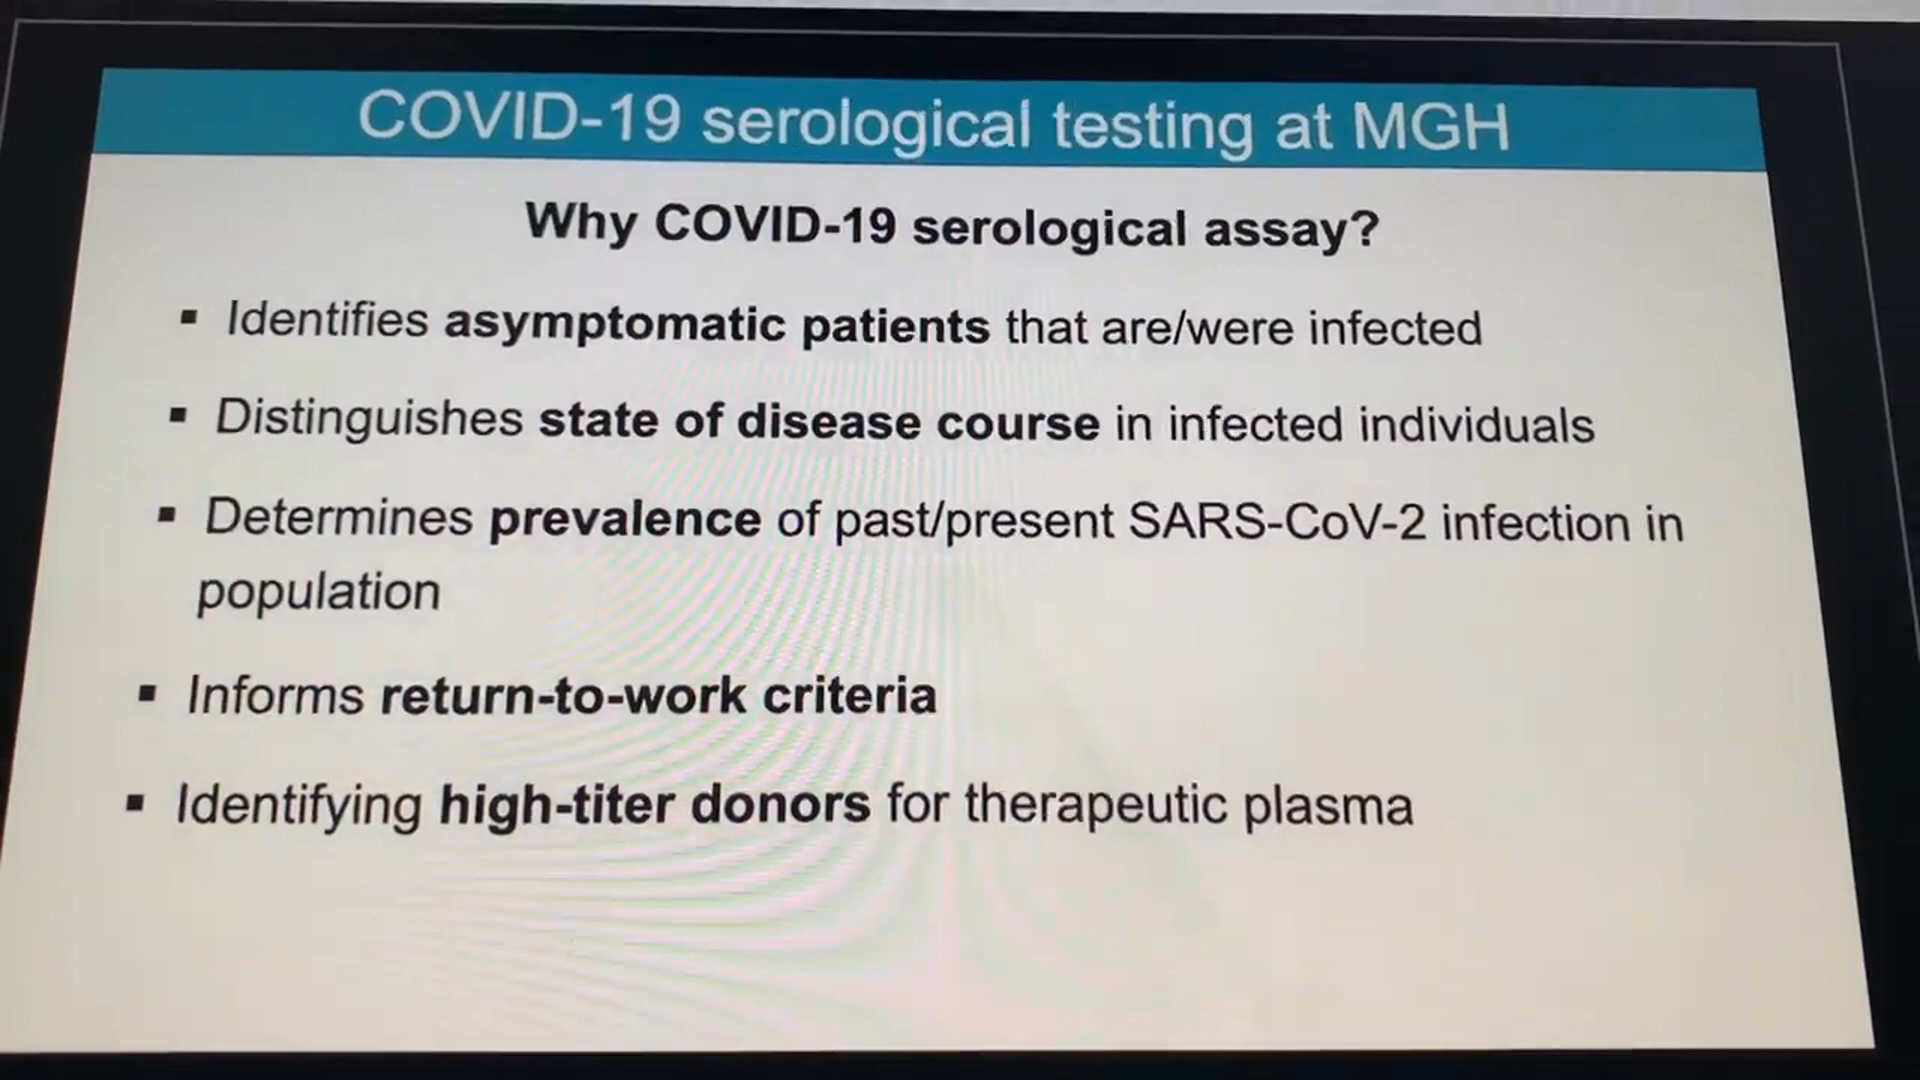 COVID-19 serological testing at MGH
Why COVID-19 serological assay?
▪ Identifies asymptomatic patients that are/were infected
▪ Distinguishes state of disease course in infected individuals
▪ Determines prevalence of past/present SARS-CoV-2 infection in
population
▪ Informs return-to-work criteria
▪ Identifying high-titer donors for therapeutic plasma